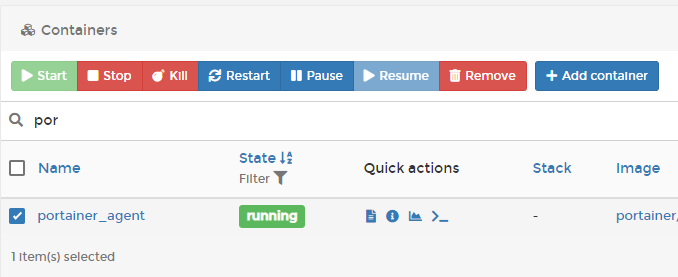 Containers
Start Stop Kill Restart Pause Resume Remove + Add container
por
Name State Filter Quick actions Stack Image
portainer_agent running - portainer,
1 item(s) selected